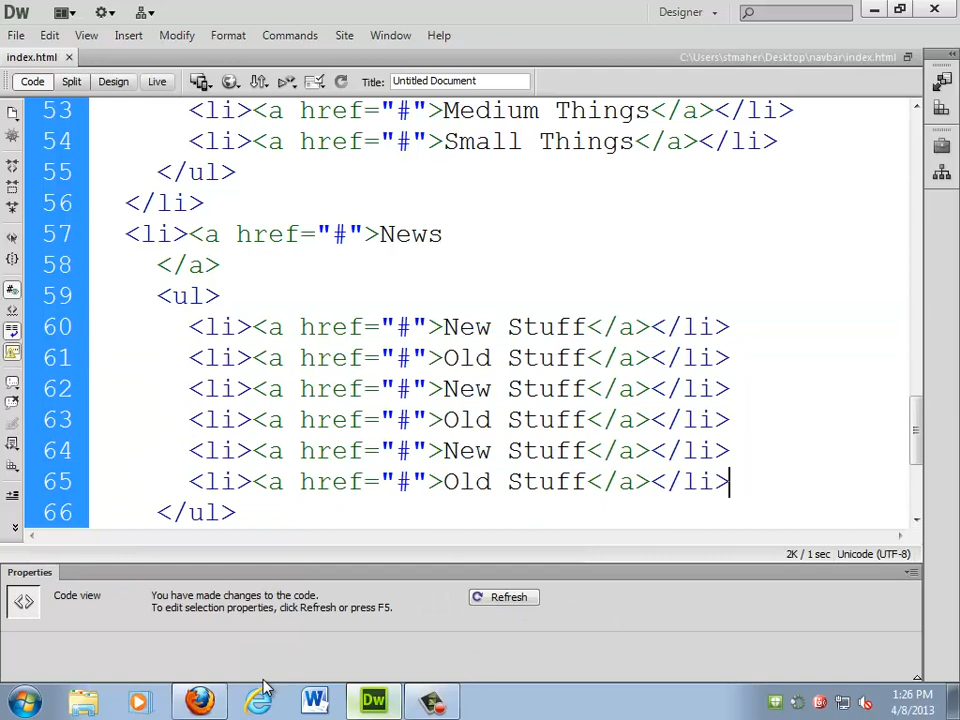 Dw
Designer
File Edit View Insert Modify Format Commands Site Window Help
index.html
C:\Users\stmaher\Desktop\navbar\index.html
Code Split Design Live Title: Untitled Document
53 <li><a href="#">Medium Things</a></li>
54 <li><a href="#">Small Things</a></li>
55 </ul>
56 </li>
57 <li><a href="#">News
58 </a>
59 <ul>
60 <li><a href="#">New Stuff</a></li>
61 <li><a href="#">Old Stuff</a></li>
62 <li><a href="#">New Stuff</a></li>
63 <li><a href="#">Old Stuff</a></li>
64 <li><a href="#">New Stuff</a></li>
65 <li><a href="#">Old Stuff</a></li>
66 </ul>
2K / 1 sec Unicode (UTF-8)
Properties
Code view You have made changes to the code. Refresh
To edit selection properties, click Refresh or press F5.
W Dw
1:26 PM
4/8/2013